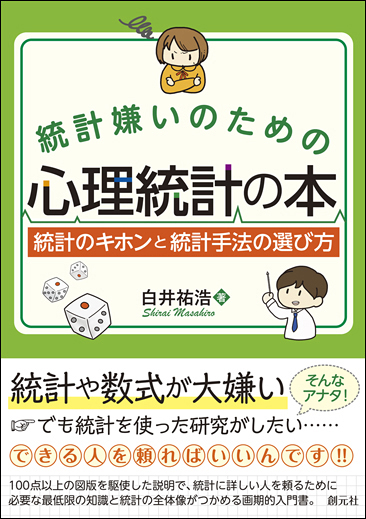 統計嫌いのための
心理統計の本
統計のキホンと統計手法の選び方
白井祐浩 著
Shirai Masahiro
統計や数式が大嫌い
そんな
アナタ!
☞でも統計を使った研究がしたい……
できる人を頼ればいいんです!!
100点以上の図版を駆使した説明で、統計に詳しい人を頼るために
必要な最低限の知識と統計の全体像がつかめる画期的入門書。 創元社